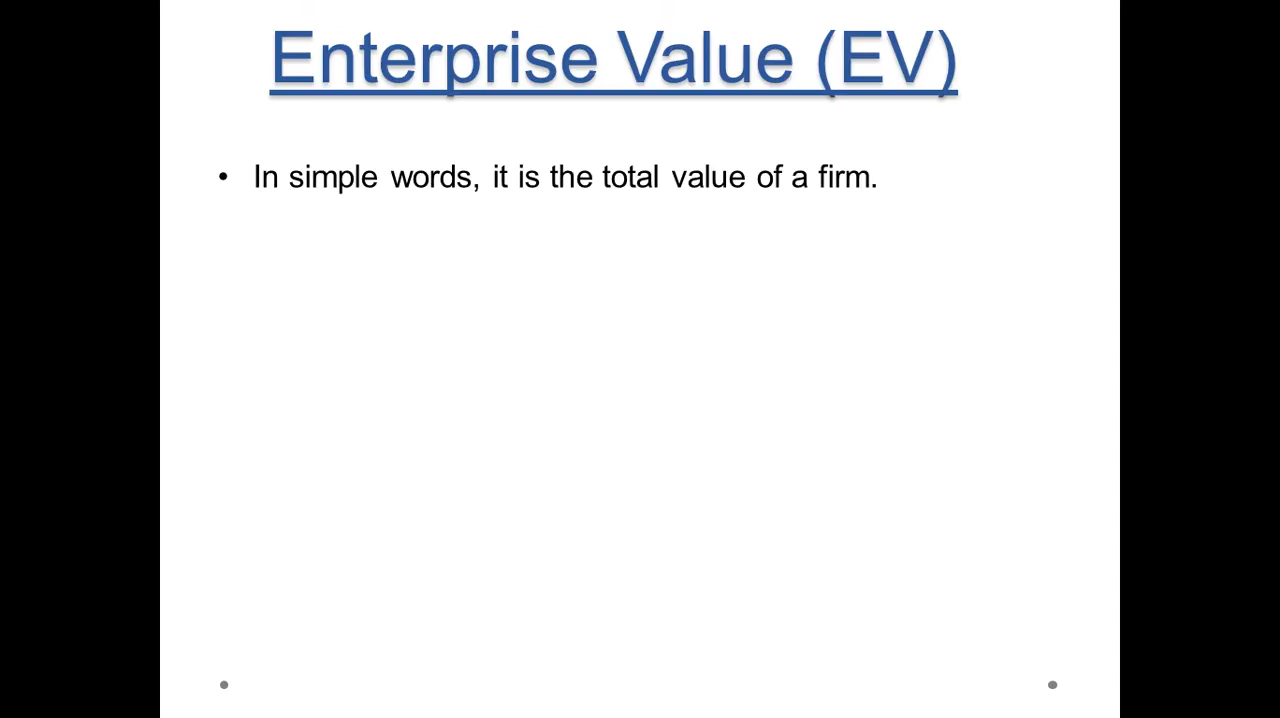 Enterprise Value (EV)
• In simple words, it is the total value of a firm.